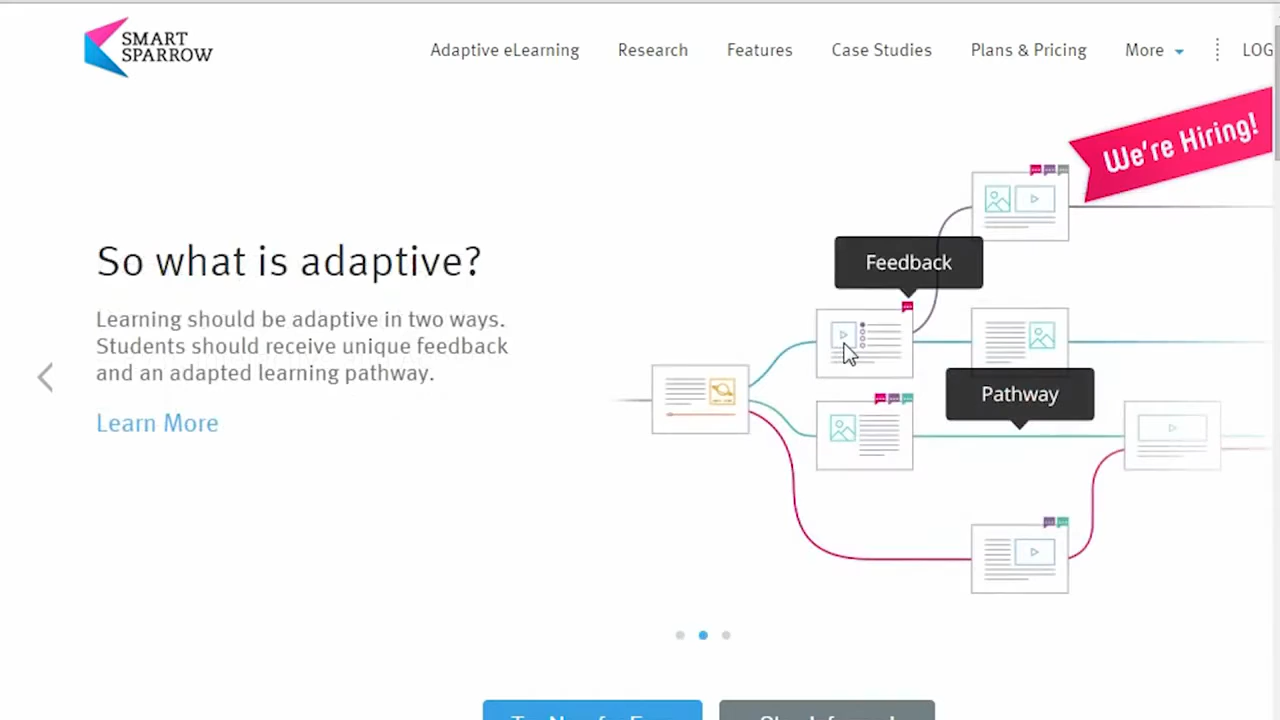 SMART
SPARROW
Adaptive eLearning Research Features Case Studies Plans & Pricing More LOG
We're Hiring!
Feedback
So what is adaptive?
Learning should be adaptive in two ways.
Students should receive unique feedback
and an adapted learning pathway.
Pathway
Learn More